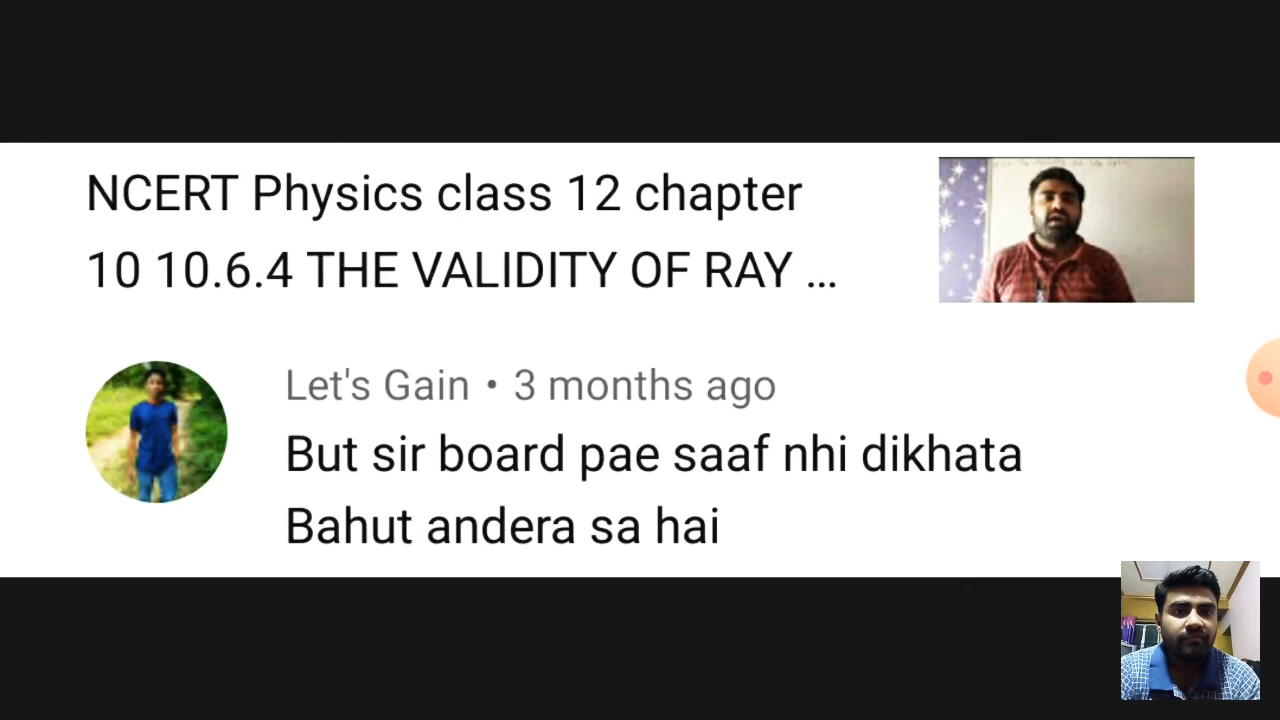 NCERT Physics class 12 chapter
10 10.6.4 THE VALIDITY OF RAY ...
Let's Gain • 3 months ago
But sir board pae saaf nhi dikhata
Bahut andera sa hai